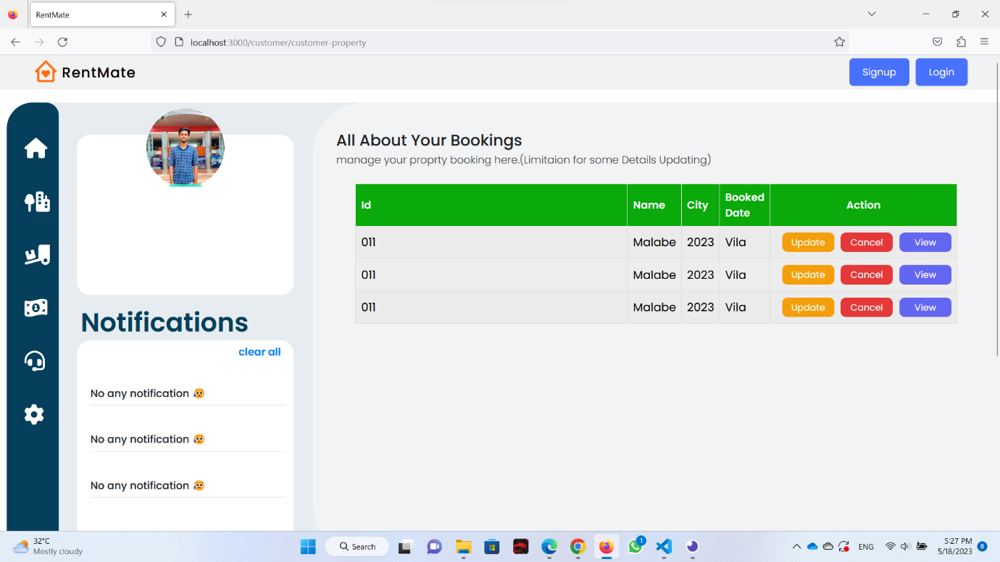 RentMate
localhost:3000/customer/customer-property
RentMate
Signup
Login
All About Your Bookings
manage your proprty booking here.(Limitaion for some Details Updating)
Id Name City Booked Date Action
011 Malabe 2023 Vila Update Cancel View
011 Malabe 2023 Vila Update Cancel View
011 Malabe 2023 Vila Update Cancel View
1
Notifications
clear all
No any notification 😥
No any notification 😥
No any notification 😥
32°C
Mostly cloudy
Search
1
ENG
5:27 PM
5/18/2023
8